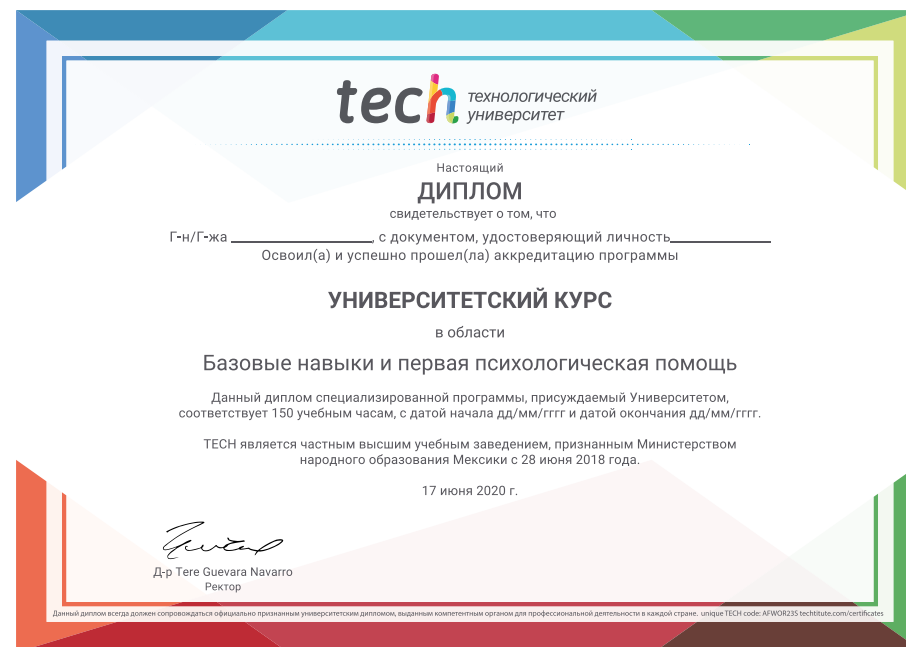 tech технологический
университет
Настоящий
ДИПЛОМ
свидетельствует о том, что
Г-н/Г-жа ____________________, с документом, удостоверяющий личность______________
Освоил(а) и успешно прошел(ла) аккредитацию программы
УНИВЕРСИТЕТСКИЙ КУРС
в области
Базовые навыки и первая психологическая помощь
Данный диплом специализированной программы, присуждаемый Университетом,
соответствует 150 учебным часам, с датой начала дд/мм/гггг и датой окончания дд/мм/гггг.
TECH является частным высшим учебным заведением, признанным Министерством
народного образования Мексики с 28 июня 2018 года.
17 июня 2020 г.
Д-р Tere Guevara Navarro
Ректор
Данный диплом всегда должен сопровождаться официально признанным университетским дипломом, выданным компетентным органом для профессиональной деятельности в каждой стране. unique TECH code: AFWOR23S techtitute.com/certificates